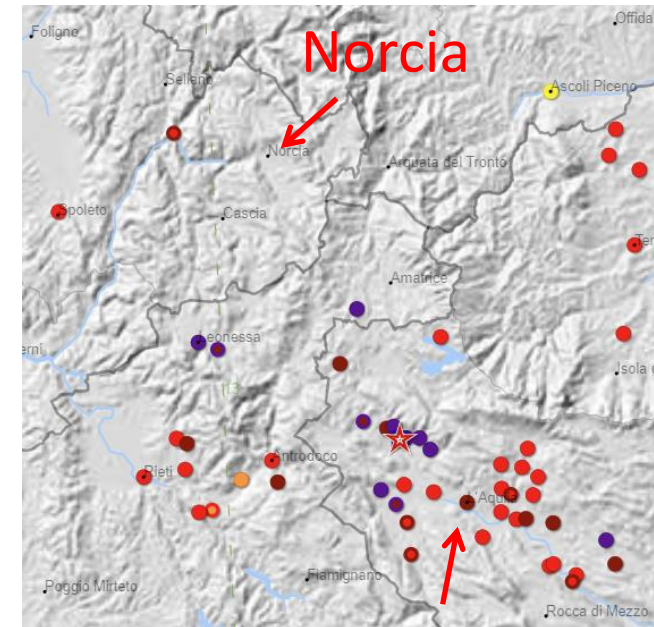 Foligno
Offida
Norcia
Sellano
Ascoli Piceno
Norcia
Arquata del Tronto
Spoleto
Cascia
Ter
Amatrice
erni
Leonessa
Isola
Antrodoco
Rieti
L'Aquila
Fiamignano
Poggio Mirteto
Rocca di Mezzo